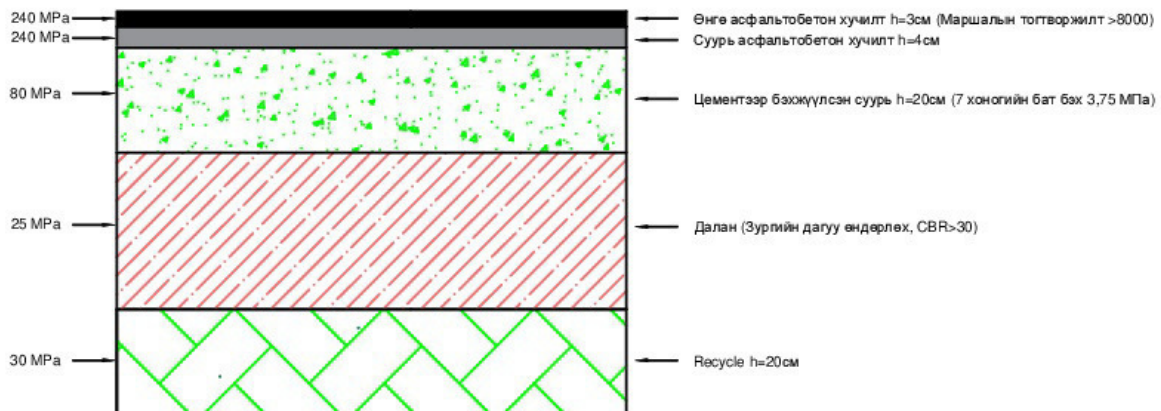 240 MPa Өнгө асфальтобетон хучилт h=3см (Маршалын тогтворжилт >8000)
240 MPa Суурь асфальтобетон хучилт h=4см
80 MPa Цементээр бэхжүүлсэн суурь h=20см (7 хоногийн бат бэх 3,75 МПа)
25 MPa Далан (Зургийн дагуу өндөрлөх, CBR>30)
30 MPa Recycle h=20см